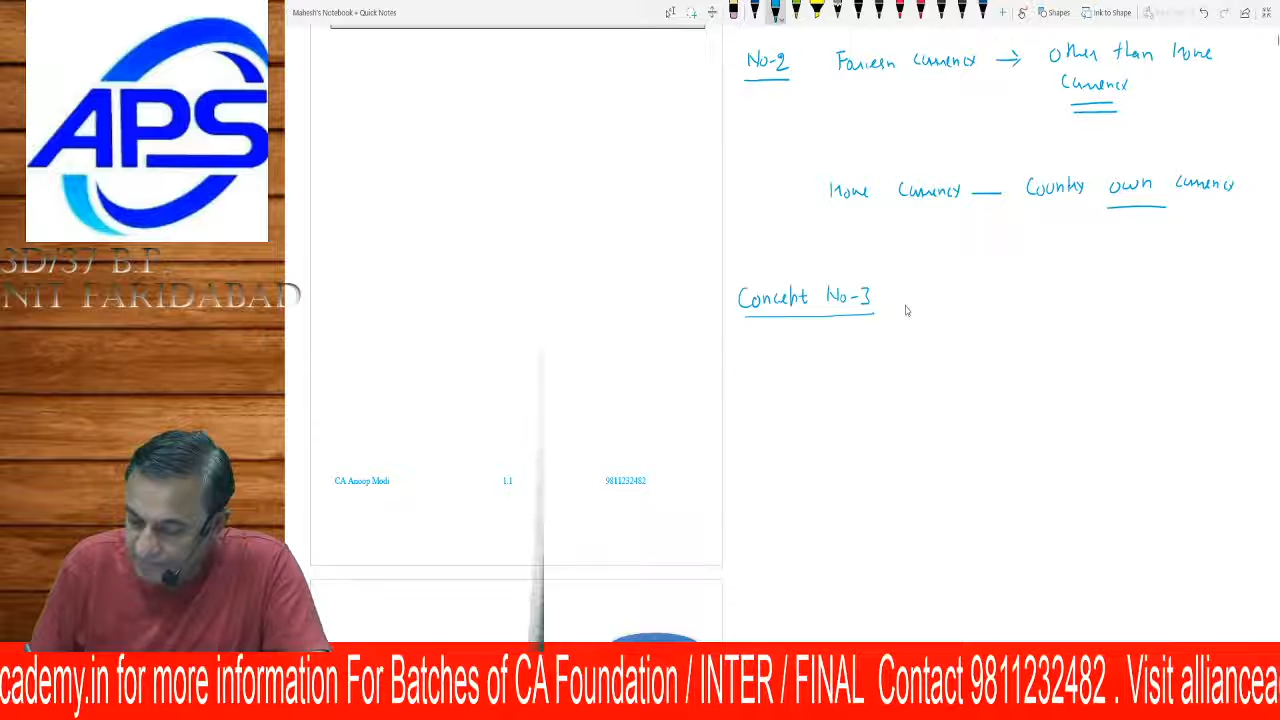 APS
3D/37 B.P.
NIT FARIDABAD
Mahesh's Notebook » Quick Notes
Shapes
Ink to Shape
No-2 Foriesn currency → other than Home
Currency
Home Currency — Country own currency
Concept No-3
CA Anoop Modi 1.1 9811232482
cademy.in for more information For Batches of CA Foundation / INTER / FINAL Contact 9811232482 . Visit alliancea